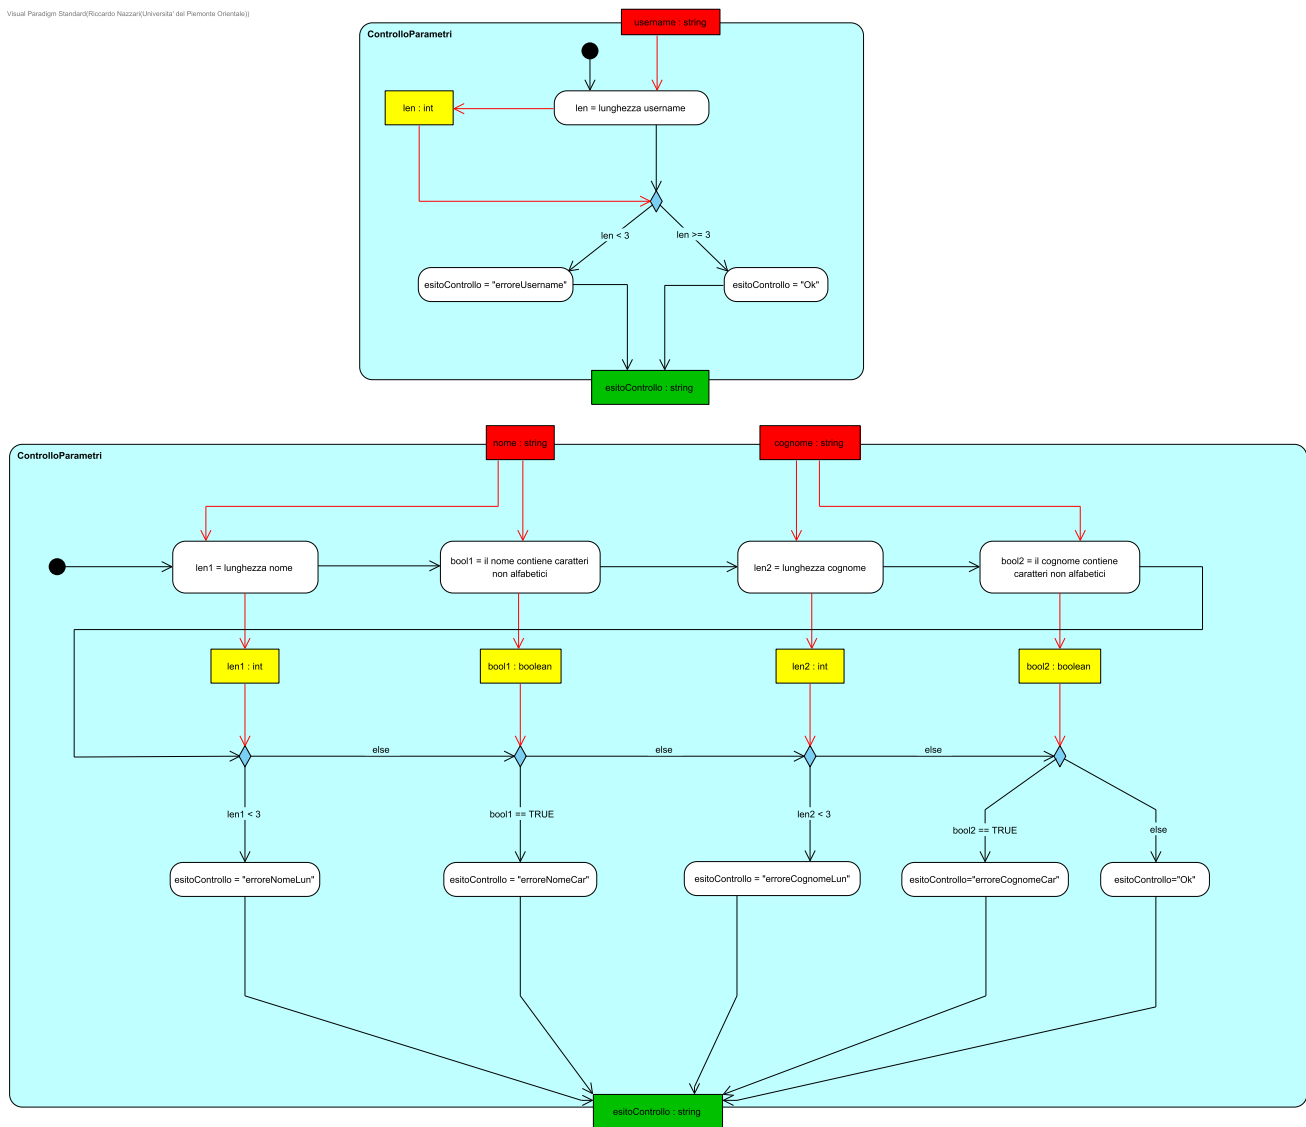 Visual Paradigm Standard(Riccardo Nazzari(Universita' del Piemonte Orientale))
username : string
ControlloParametri
len : int
len = lunghezza username
len < 3
len >= 3
esitoControllo = "erroreUsername"
esitoControllo = "Ok"
esitoControllo : string
nome : string
cognome : string
ControlloParametri
len1 = lunghezza nome
bool1 = il nome contiene caratteri
non alfabetici
len2 = lunghezza cognome
bool2 = il cognome contiene
caratteri non alfabetici
len1 : int
bool1 : boolean
len2 : int
bool2 : boolean
else
else
else
len1 < 3
bool1 == TRUE
len2 < 3
bool2 == TRUE
else
esitoControllo = "erroreNomeLun"
esitoControllo = "erroreNomeCar"
esitoControllo = "erroreCognomeLun"
esitoControllo="erroreCognomeCar"
esitoControllo="Ok"
esitoControllo : string